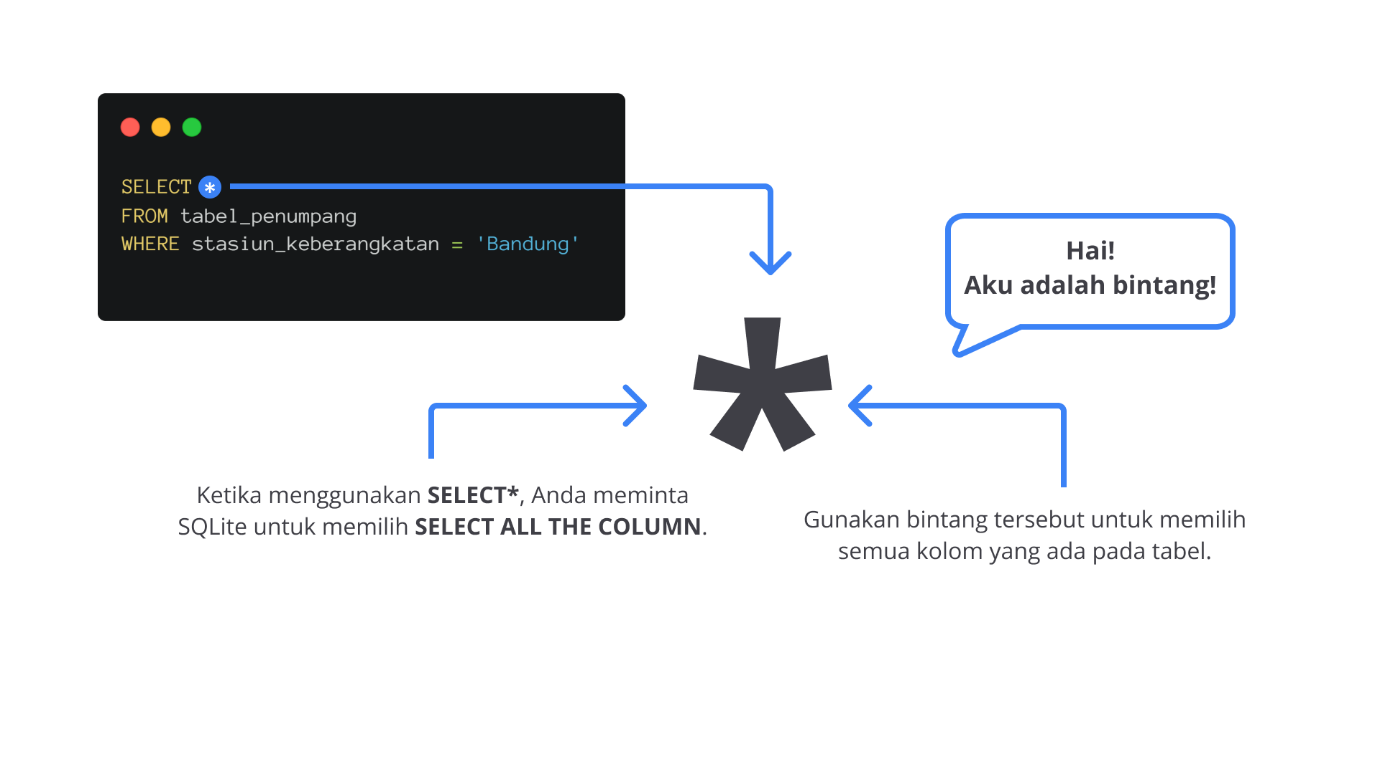 SELECT *
FROM tabel_penumpang
WHERE stasiun_keberangkatan = 'Bandung'
Hai!
Aku adalah bintang!
*
Ketika menggunakan SELECT*, Anda meminta
SQLite untuk memilih SELECT ALL THE COLUMN.
Gunakan bintang tersebut untuk memilih
semua kolom yang ada pada tabel.